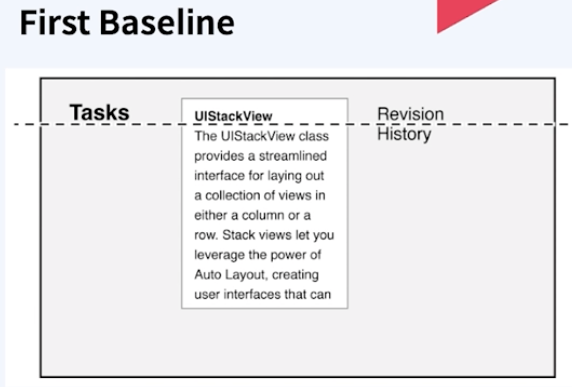 First Baseline
Tasks
UIStackView
The UIStackView class
provides a streamlined
interface for laying out
a collection of views in
either a column or a
row. Stack views let you
leverage the power of
Auto Layout, creating
user interfaces that can
Revision
History